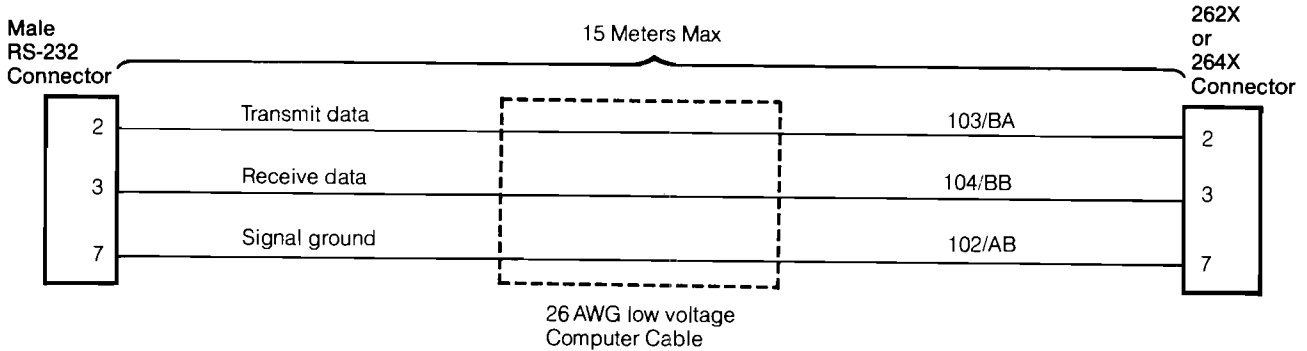 Male
RS-232
Connector
15 Meters Max
262X
or
264X
Connector
2 Transmit data 103/BA 2
3 Receive data 104/BB 3
7 Signal ground 102/AB 7
26 AWG low voltage
Computer Cable